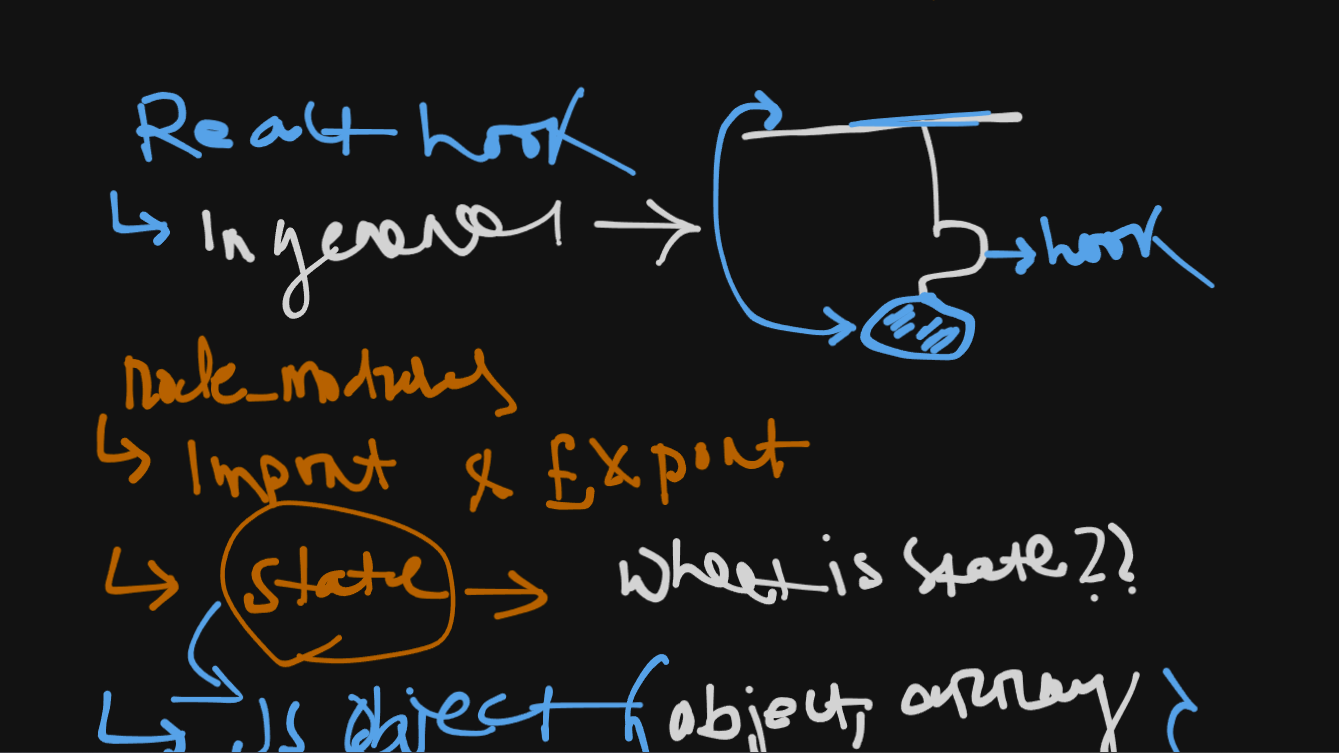 React hook
In general
hook
node_modules
Import & Export
state
What is state??
Js object (object, array)